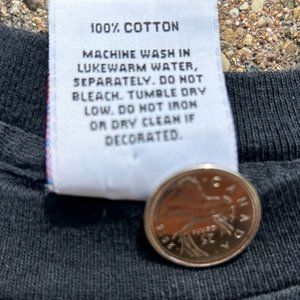 100% COTTON
MACHINE WASH IN
LUKEWARM WATER,
SEPARATELY. DO NOT
BLEACH. TUMBLE DRY
LOW. DO NOT IRON
OR DRY CLEAN IF
DECORATED.
CANADA
25